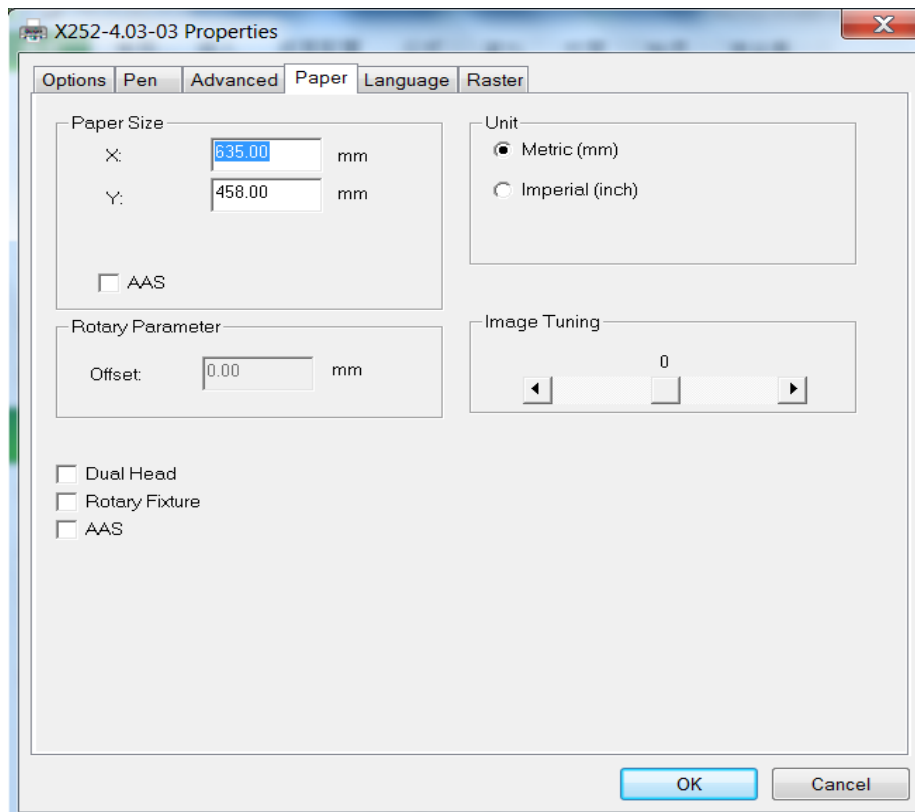 X252-4.03-03 Properties
Options Pen Advanced Paper Language Raster
Paper Size
X: 635.00 mm
Y: 458.00 mm
AAS
Unit
Metric (mm)
Imperial (inch)
Rotary Parameter
Offset: 0.00 mm
Image Tuning
0
Dual Head
Rotary Fixture
AAS
OK Cancel